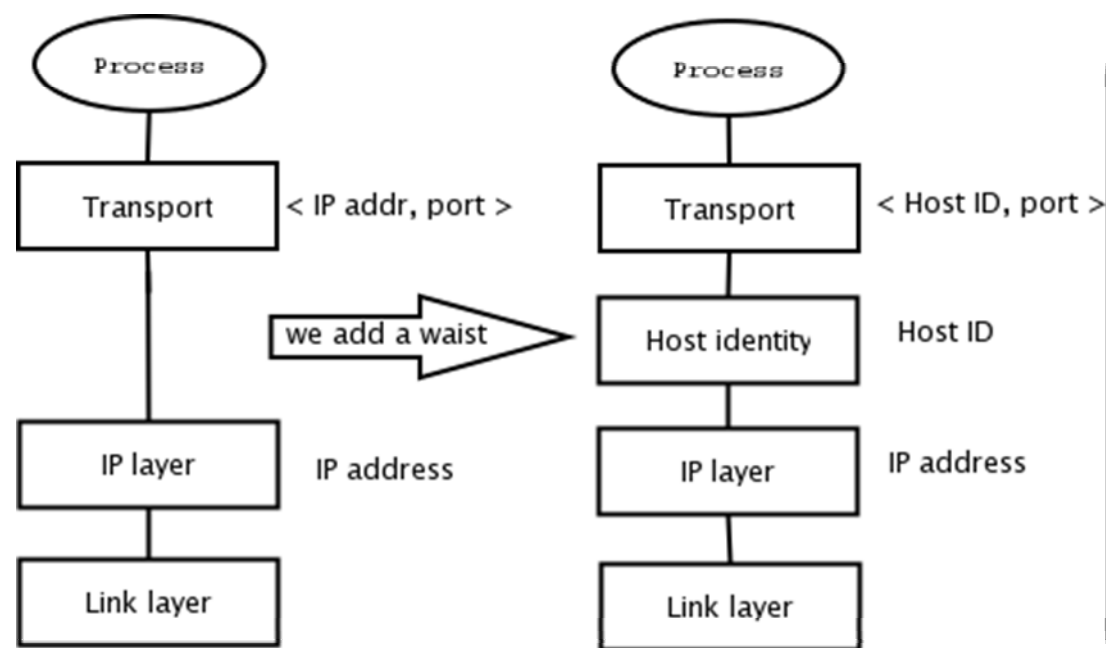 Process
Transport
< IP addr, port >
IP layer
IP address
Link layer
we add a waist
Process
Transport
< Host ID, port >
Host identity
Host ID
IP layer
IP address
Link layer